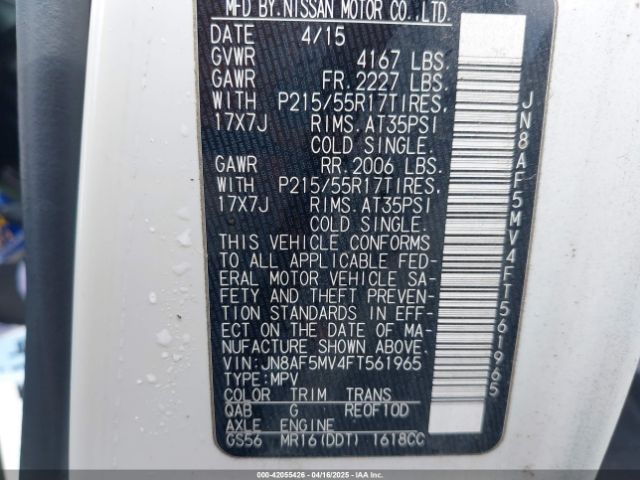 MFD BY. NISSAN MOTOR CO.,LTD.
DATE 4/15
GVWR 4167 LBS.
GAWR FR. 2227 LBS.
WITH P215/55R17TIRES,
17X7J RIMS. AT35PSI
COLD SINGLE.
GAWR RR. 2006 LBS.
WITH P215/55R17TIRES,
17X7J RIMS. AT35PSI
COLD SINGLE.
THIS VEHICLE CONFORMS
TO ALL APPLICABLE FED-
ERAL MOTOR VEHICLE SA-
FETY AND THEFT PREVEN-
TION STANDARDS IN EFF-
ECT ON THE DATE OF MA-
NUFACTURE SHOWN ABOVE.
VIN:JN8AF5MV4FT561965
TYPE:MPV
COLOR TRIM TRANS
QAB G RE0F10D
AXLE ENGINE
GS56 MR16(DDT) 1618CC
JN8AF5MV4FT561965
000-42055426 - 04/16/2025 - IAAI.COM